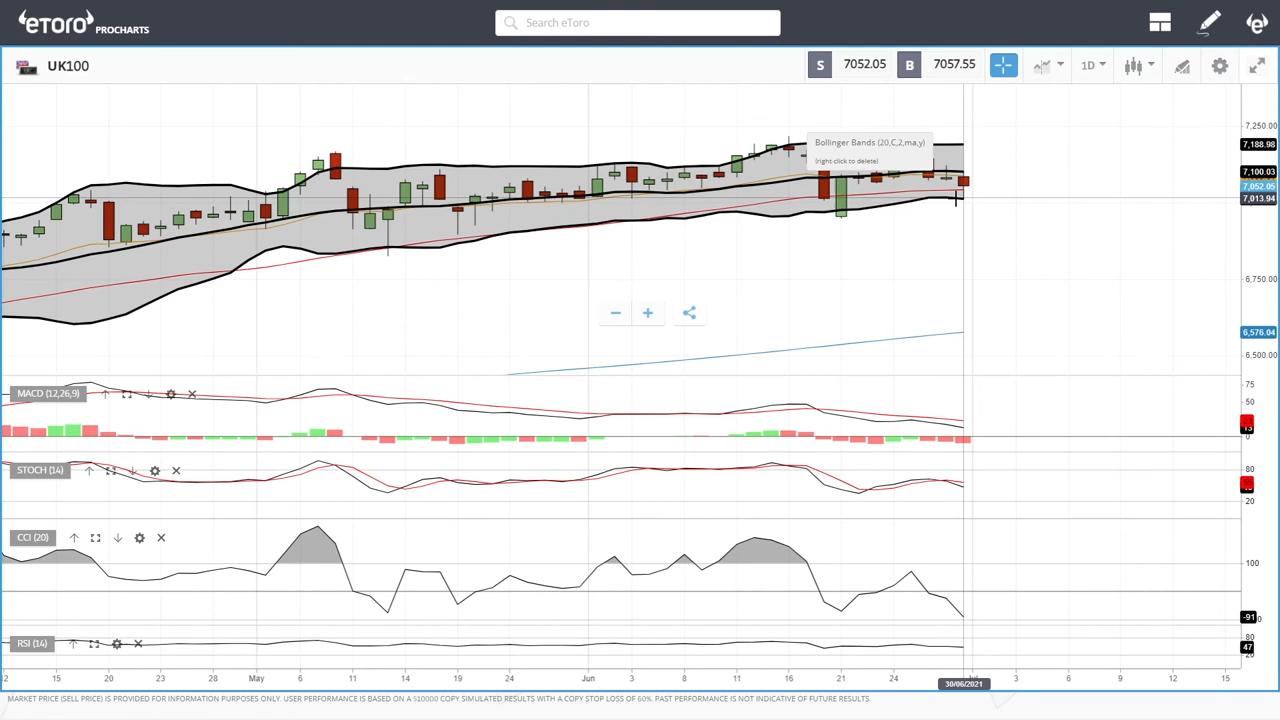 eToro PROCHARTS
Search eToro
UK100
S 7052.05 B 7057.55
1D
Bollinger Bands (20,C,2,ma,y)
(right click to delete)
7,250.00
7,188.98
7,100.03
7,052.05
7,013.94
6,750.00
6,576.04
6,500.00
MACD (12,26,9)
75
50
0
STOCH (14)
80
20
CCI (20)
100
-91
RSI (14)
80
47
12 15 20 23 28 May 6 11 14 19 24 Jun 3 8 11 16 21 24 30/06/2021 3 6 9 12 15
MARKET PRICE (SELL PRICE) IS PROVIDED FOR INFORMATION PURPOSES ONLY. USER PERFORMANCE IS BASED ON A $10000 COPY SIMULATED RESULTS WITH A COPY STOP LOSS OF 60%. PAST PERFORMANCE IS NOT INDICATIVE OF FUTURE RESULTS.